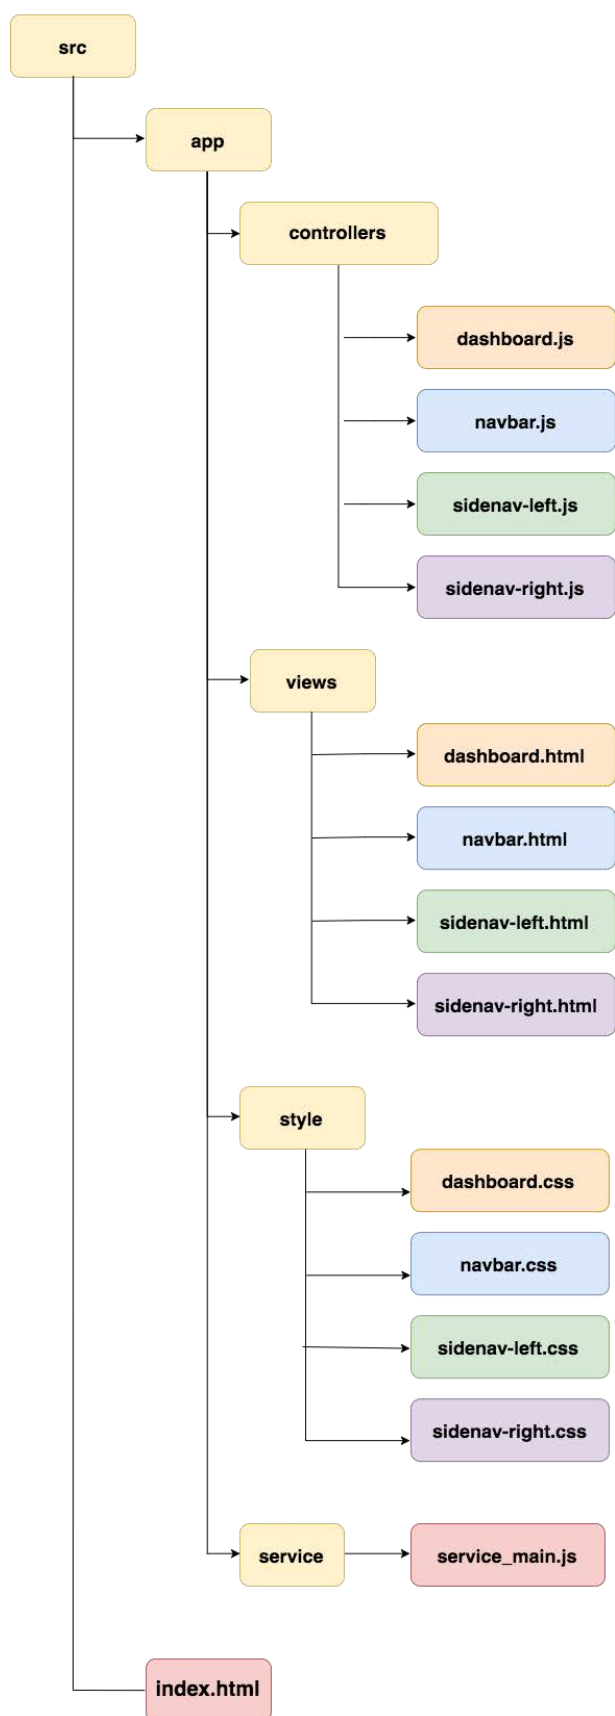 src
app
controllers
dashboard.js
navbar.js
sidenav-left.js
sidenav-right.js
views
dashboard.html
navbar.html
sidenav-left.html
sidenav-right.html
style
dashboard.css
navbar.css
sidenav-left.css
sidenav-right.css
service
service_main.js
index.html